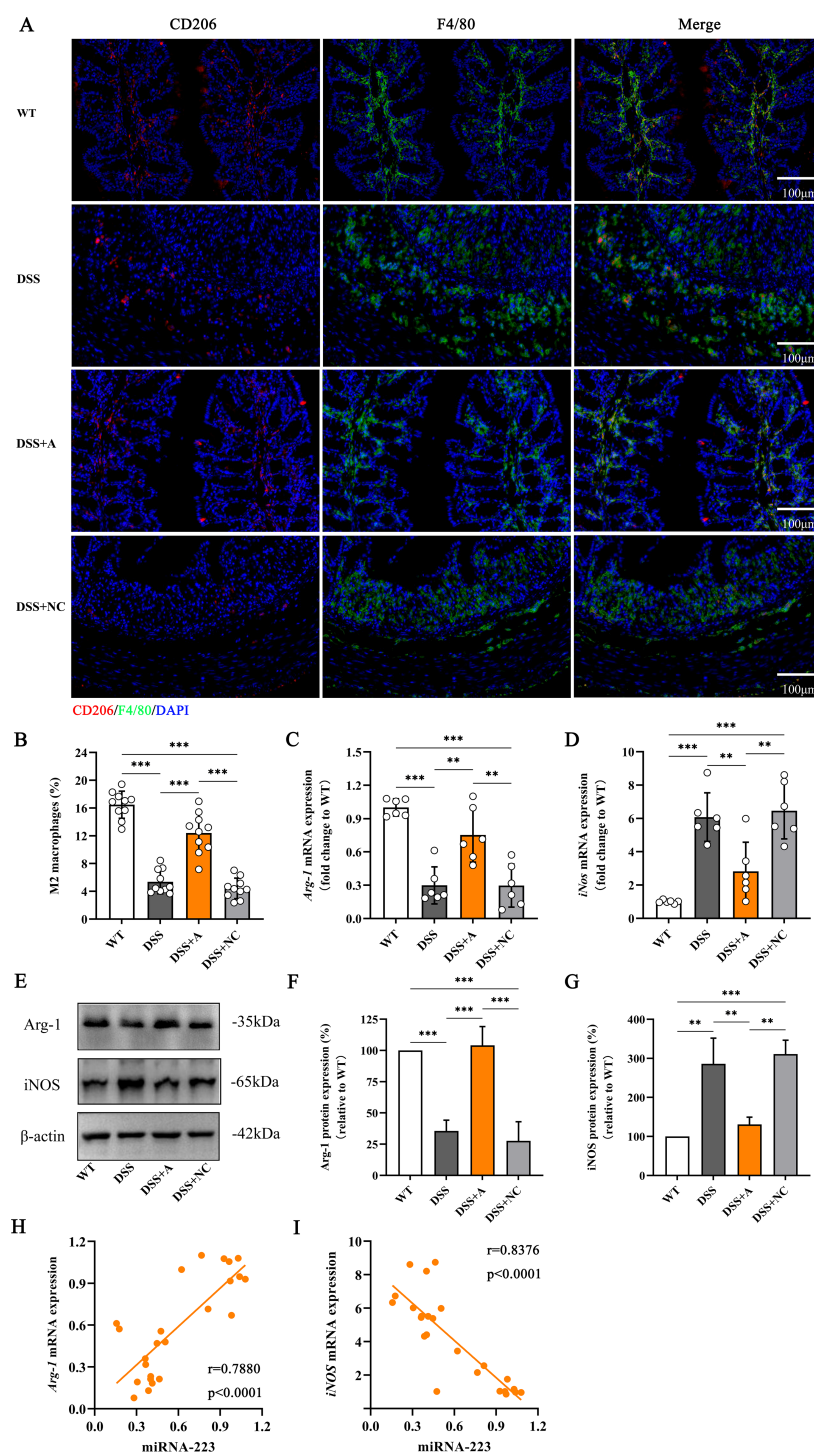 A
CD206 F4/80 Merge
WT
100μm
DSS
100μm
DSS+A
100μm
DSS+NC
100μm
CD206/F4/80/DAPI
B
M2 macrophages (%)
20
16
12
8
4
0
*** *** *** ***
WT DSS DSS+A DSS+NC
C
Arg-1 mRNA expression
(fold change to WT)
1.5
1.2
0.9
0.6
0.3
0.0
*** *** ** **
WT DSS DSS+A DSS+NC
D
iNos mRNA expression
(fold change to WT)
10
8
6
4
2
0
*** *** ** **
WT DSS DSS+A DSS+NC
E
Arg-1 -35kDa
iNOS -65kDa
β-actin -42kDa
WT DSS DSS+A DSS+NC
F
Arg-1 protein expression (%)
(relative to WT)
125
100
75
50
25
0
*** *** *** ***
WT DSS DSS+A DSS+NC
G
iNOS protein expression (%)
(relative to WT)
400
300
200
100
0
*** ** ** **
WT DSS DSS+A DSS+NC
H
Arg-1 mRNA expression
1.2
0.9
0.6
0.3
0.0
r=0.7880
p<0.0001
0.0 0.3 0.6 0.9 1.2
miRNA-223
I
iNOS mRNA expression
10
8
6
4
2
0
r=0.8376
p<0.0001
0.0 0.3 0.6 0.9 1.2
miRNA-223